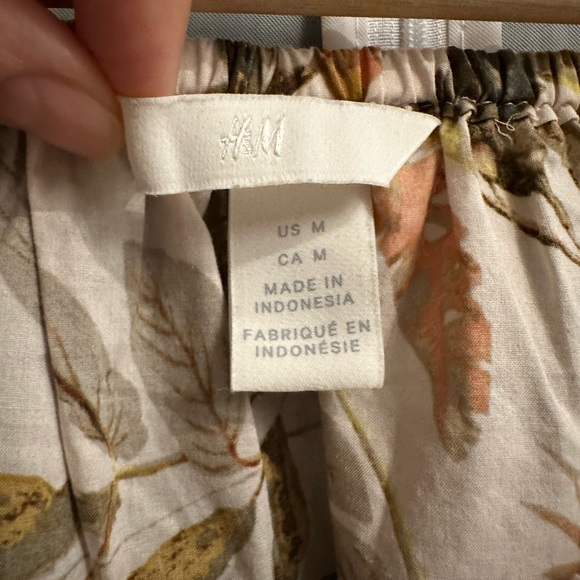 H&M
US M
CA M
MADE IN
INDONESIA
FABRIQUÉ EN
INDONÉSIE